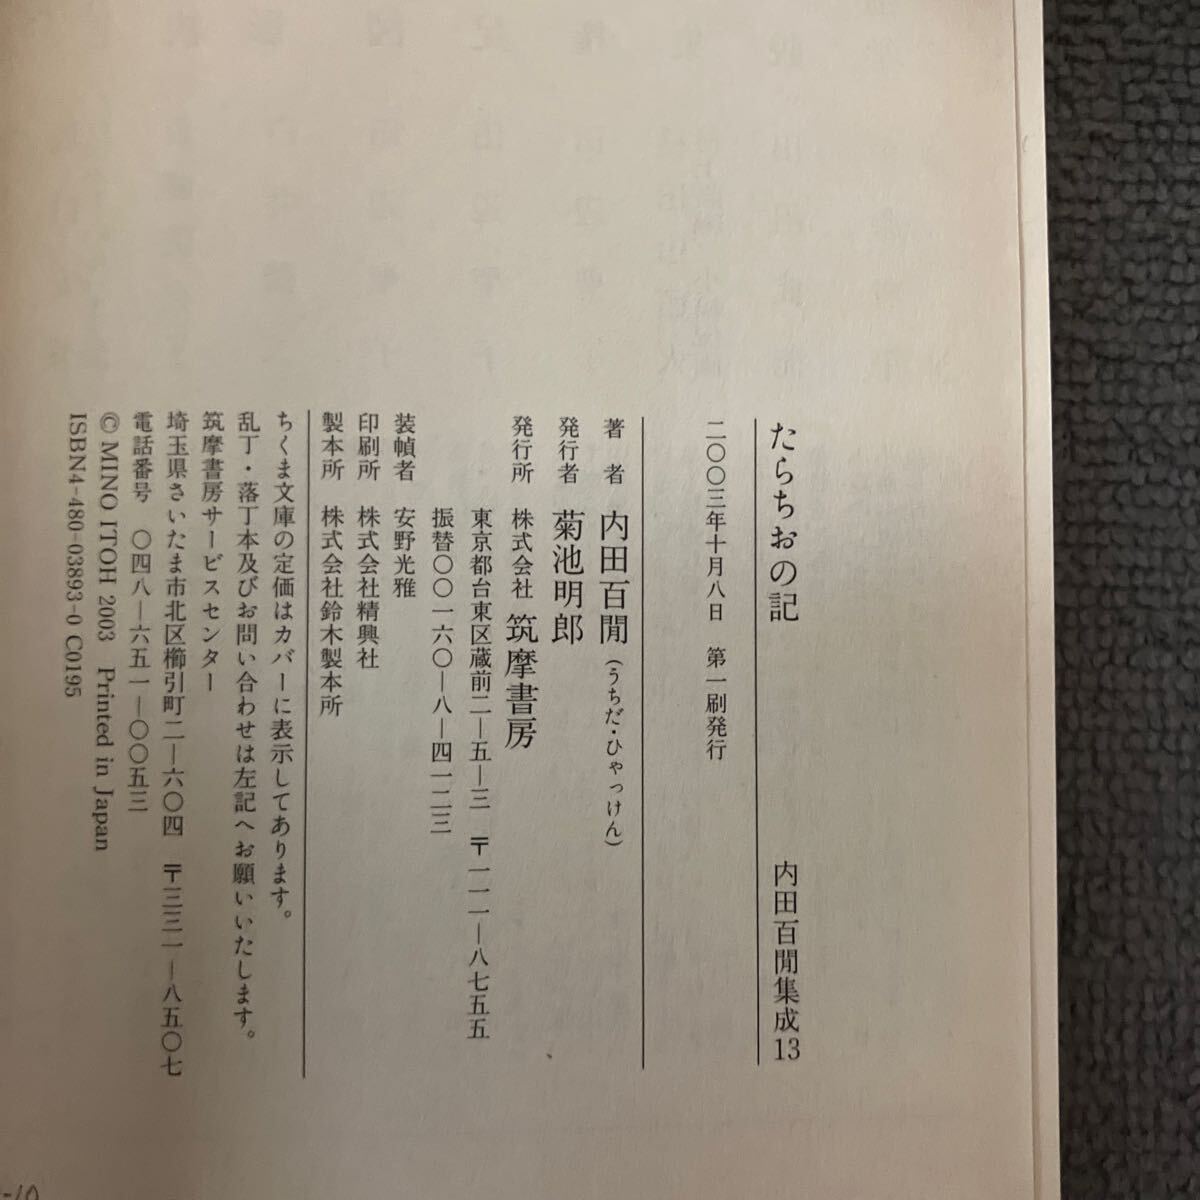 たらちおの記　内田百閒集成13
二〇〇三年十月八日　第一刷発行
著　者　内田百閒（うちだ・ひゃっけん）
発行者　菊池明郎
発行所　株式会社　筑摩書房
東京都台東区蔵前二—五—三　〒一一一—八七五五
振替〇〇一六〇—八—四一二三
装幀者　安野光雅
印刷所　株式会社精興社
製本所　株式会社鈴木製本所
ちくま文庫の定価はカバーに表示してあります。
乱丁・落丁本及びお問い合わせは左記へお願いいたします。
筑摩書房サービスセンター
埼玉県さいたま市北区櫛引町二—六〇四　〒三三一—八五〇七
電話番号　〇四八—六五一—〇〇五三
© MINO ITOH 2003　Printed in Japan
ISBN4-480-03893-0 C0195